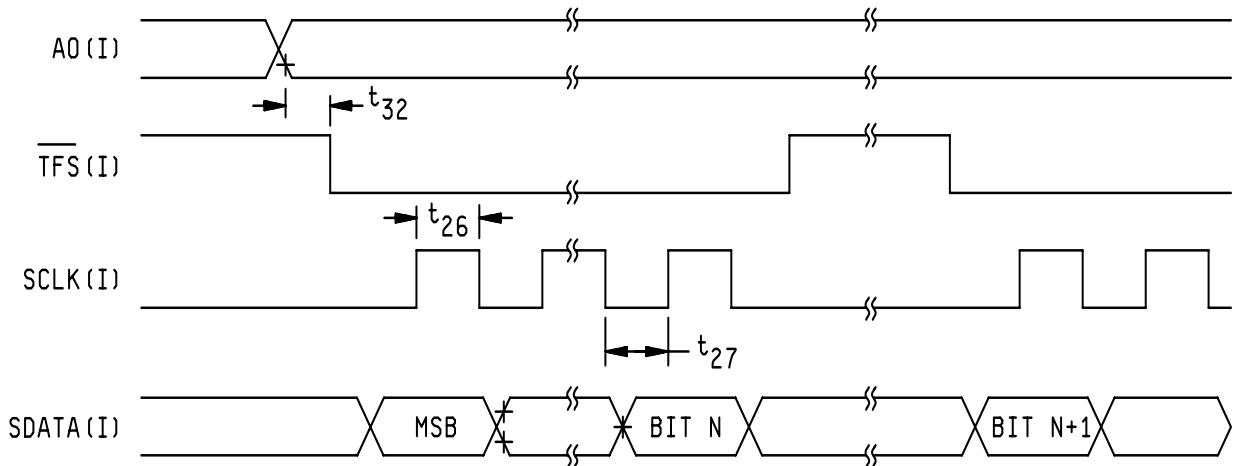 A0(I)
t32
TFS(I)
t26
SCLK(I)
t27
SDATA(I)
MSB
BIT N
BIT N+1